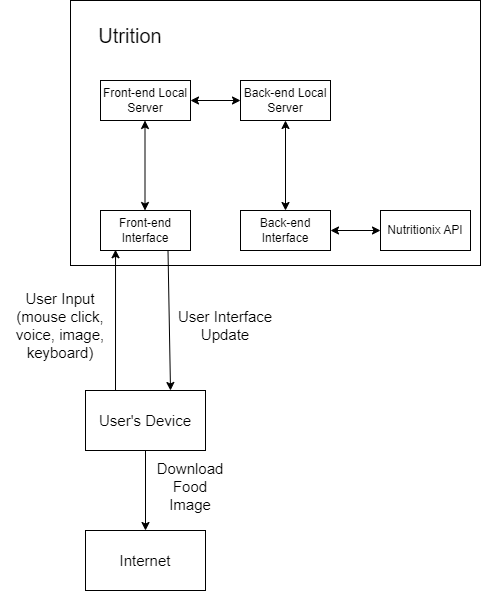 Utrition
Front-end Local
Server
Back-end Local
Server
Front-end
Interface
Back-end
Interface
Nutritionix API
User Input
(mouse click,
voice, image,
keyboard)
User Interface
Update
User's Device
Download
Food
Image
Internet